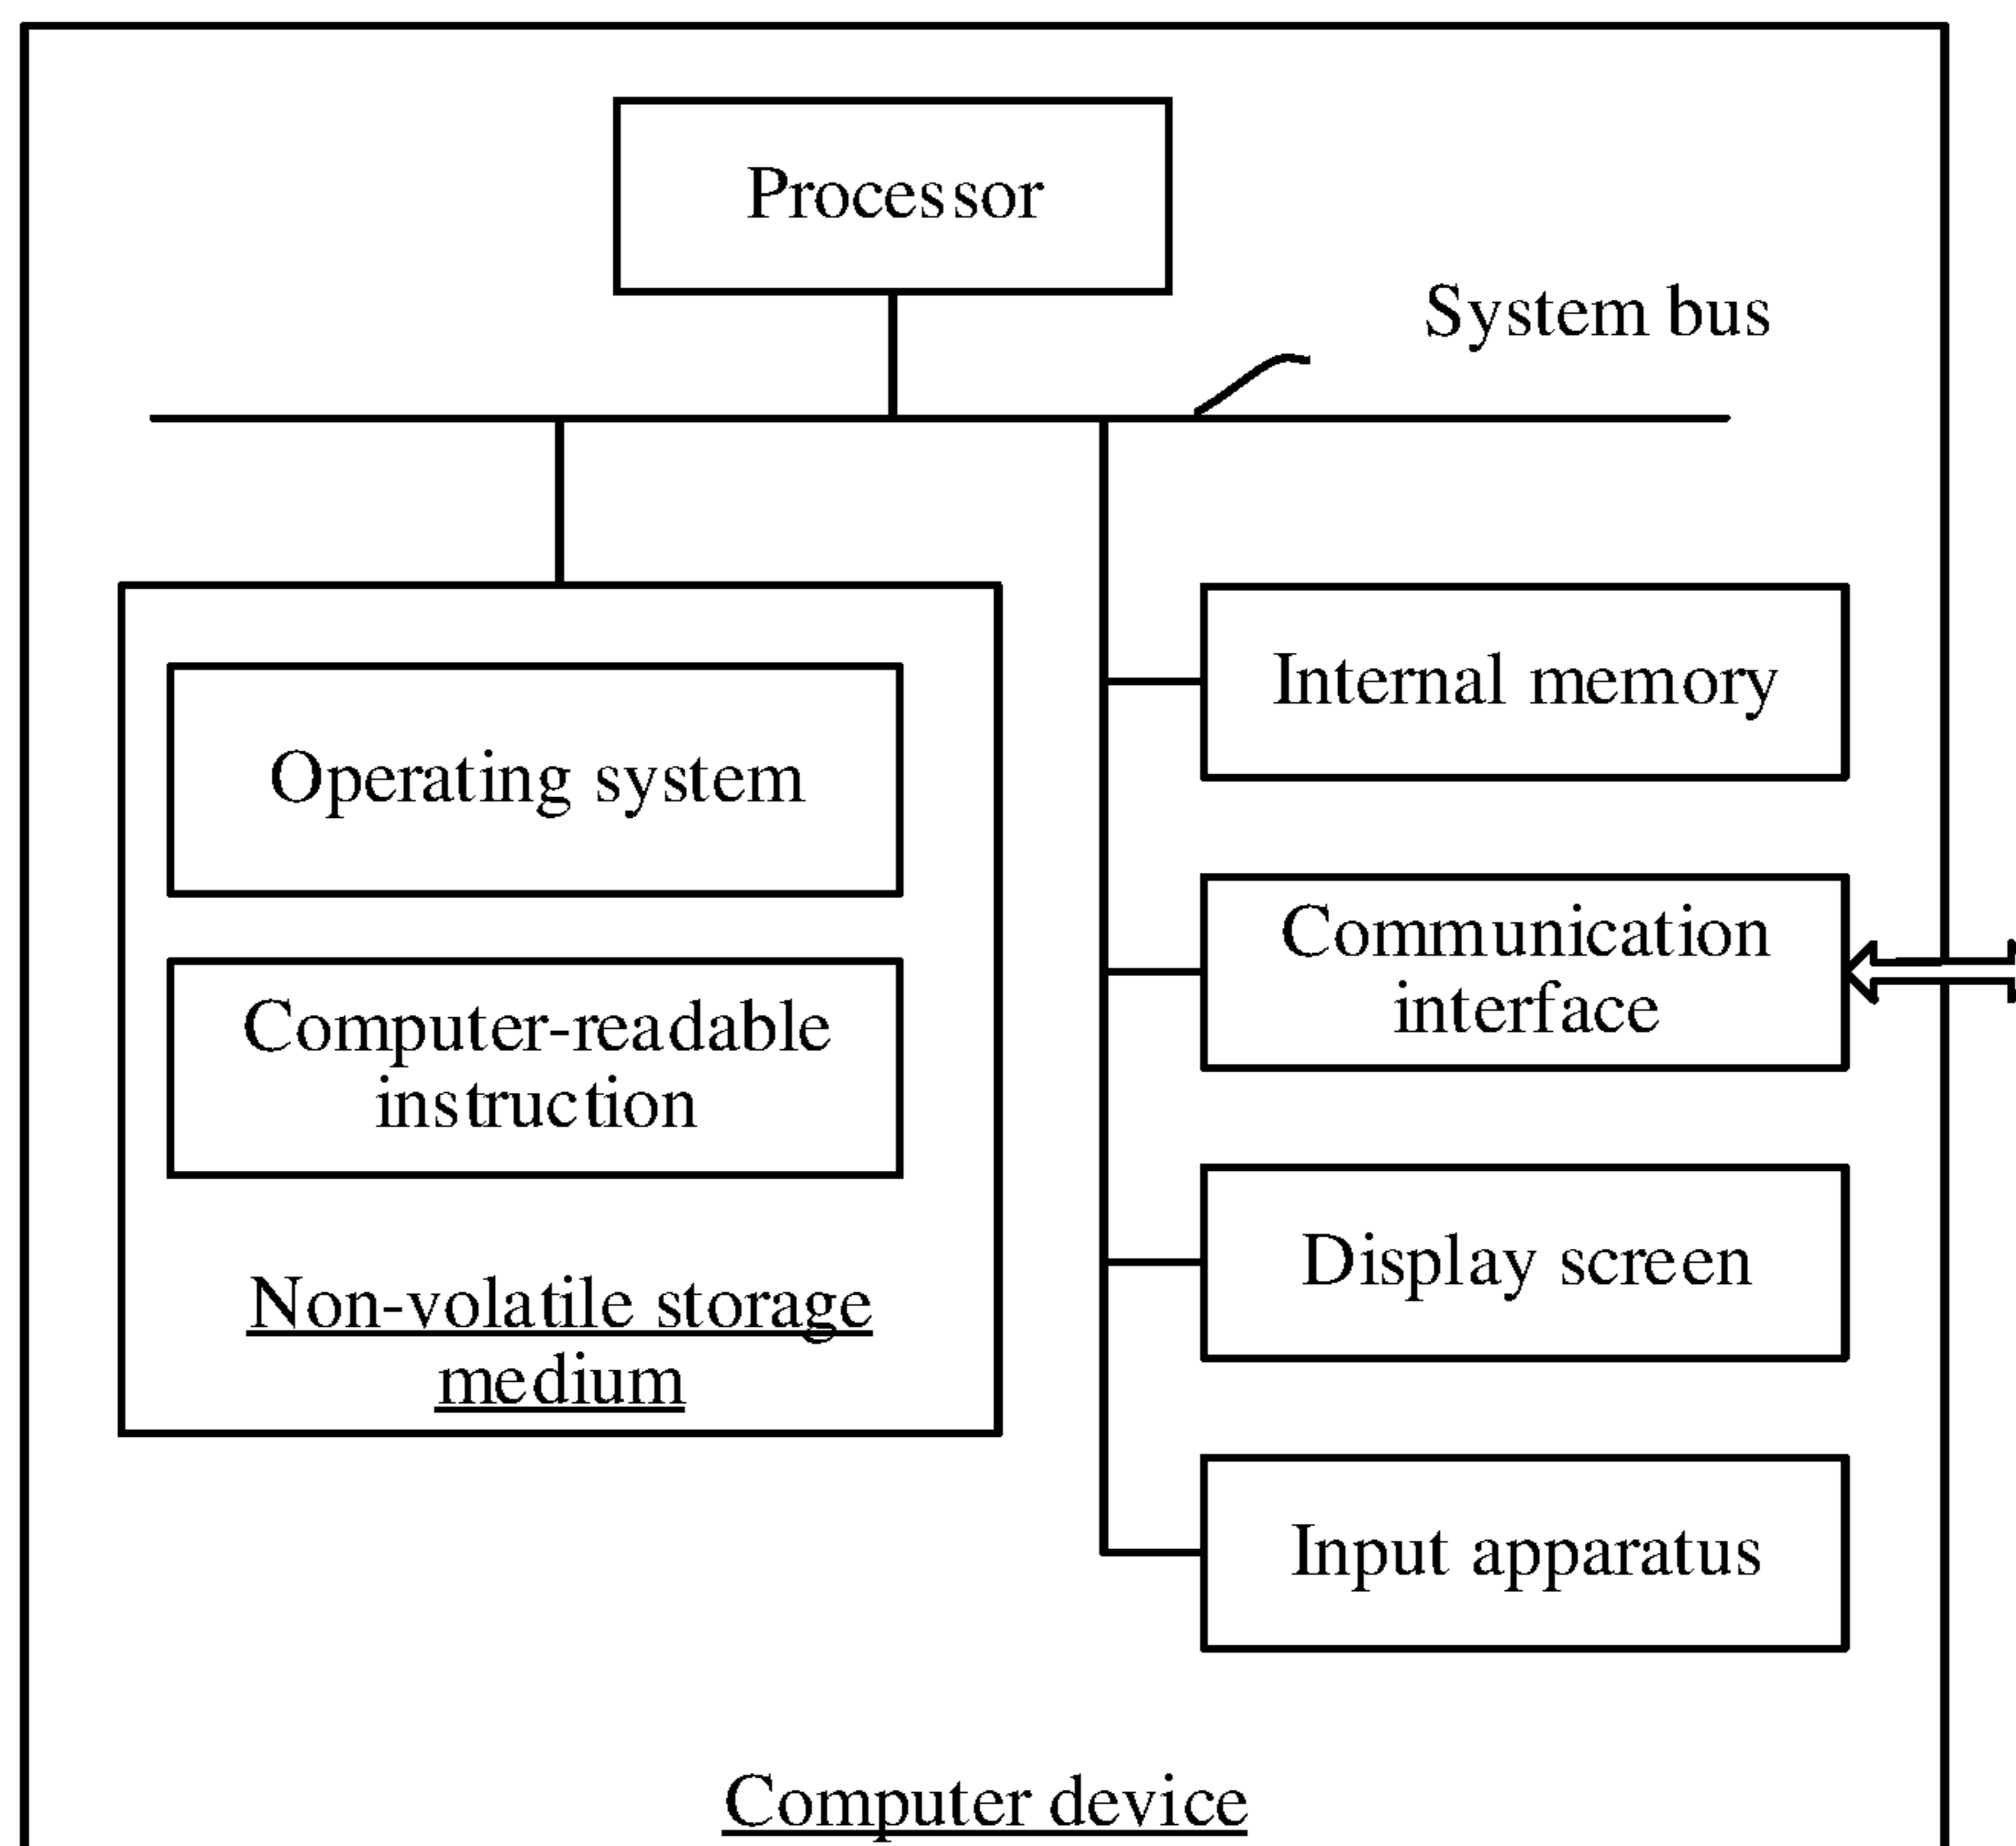 Processor
System bus
Operating system
Computer-readable
instruction
Non-volatile storage
medium
Internal memory
Communication
interface
Display screen
Input apparatus
Computer device